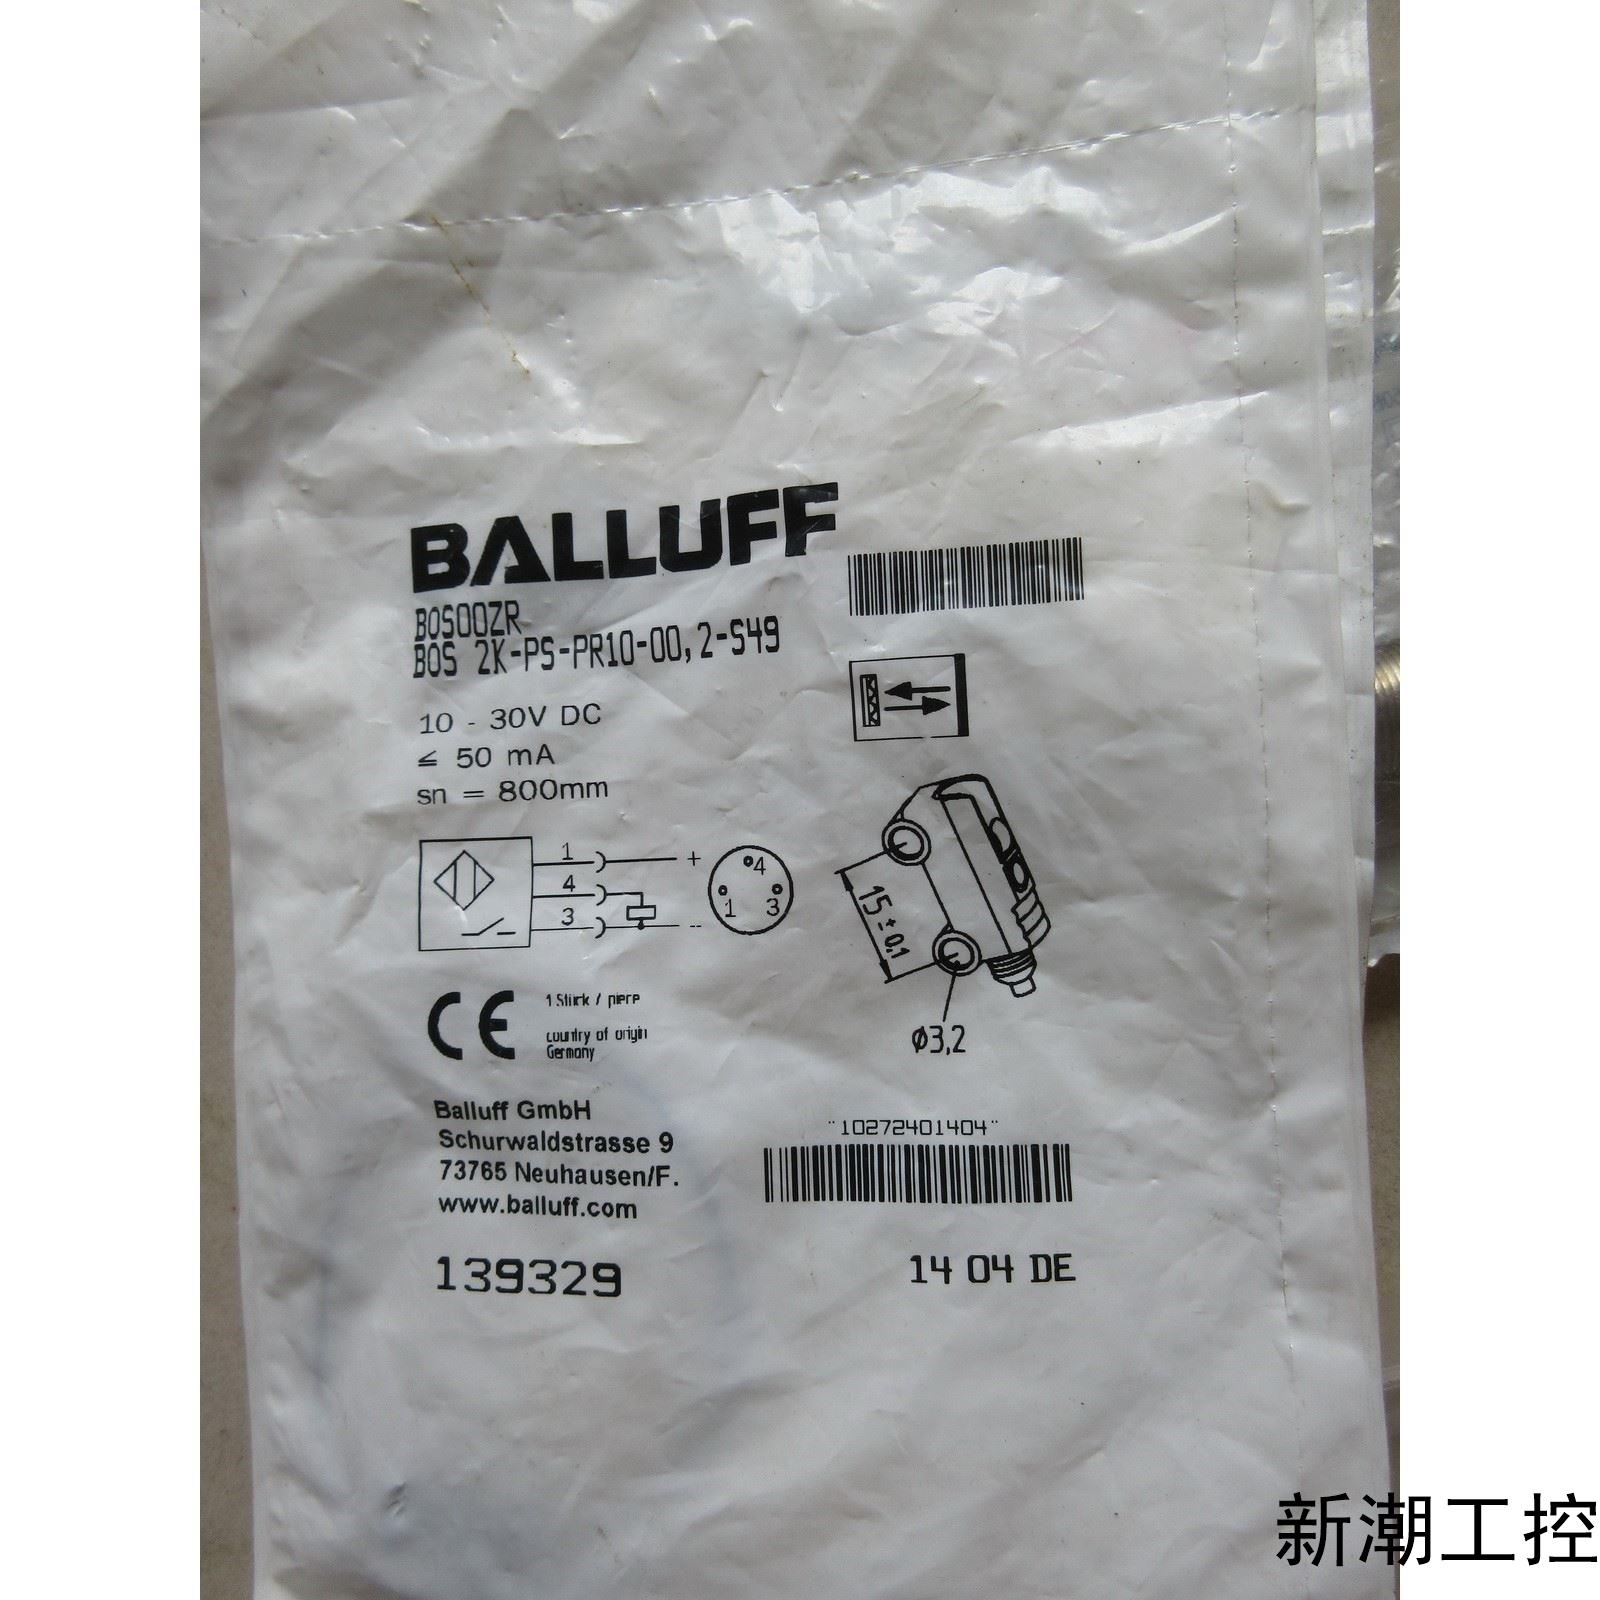 BALLUFF
BOS00ZR
BOS 2K-PS-PR10-00,2-S49
10 - 30V DC
≤ 50 mA
sn = 800mm
1 +
4
3 --
4
1 3
15±0,1
ø3,2
CE
1 Stück / piece
country of origin
Germany
Balluff GmbH
Schurwaldstrasse 9
73765 Neuhausen/F.
www.balluff.com
"10272401404"
139329
14 04 DE
新潮工控